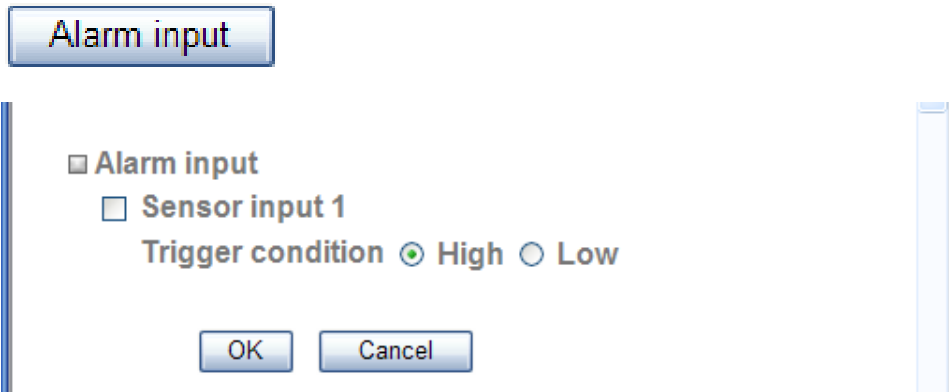 Alarm input
Alarm input
Sensor input 1
Trigger condition High Low
OK Cancel